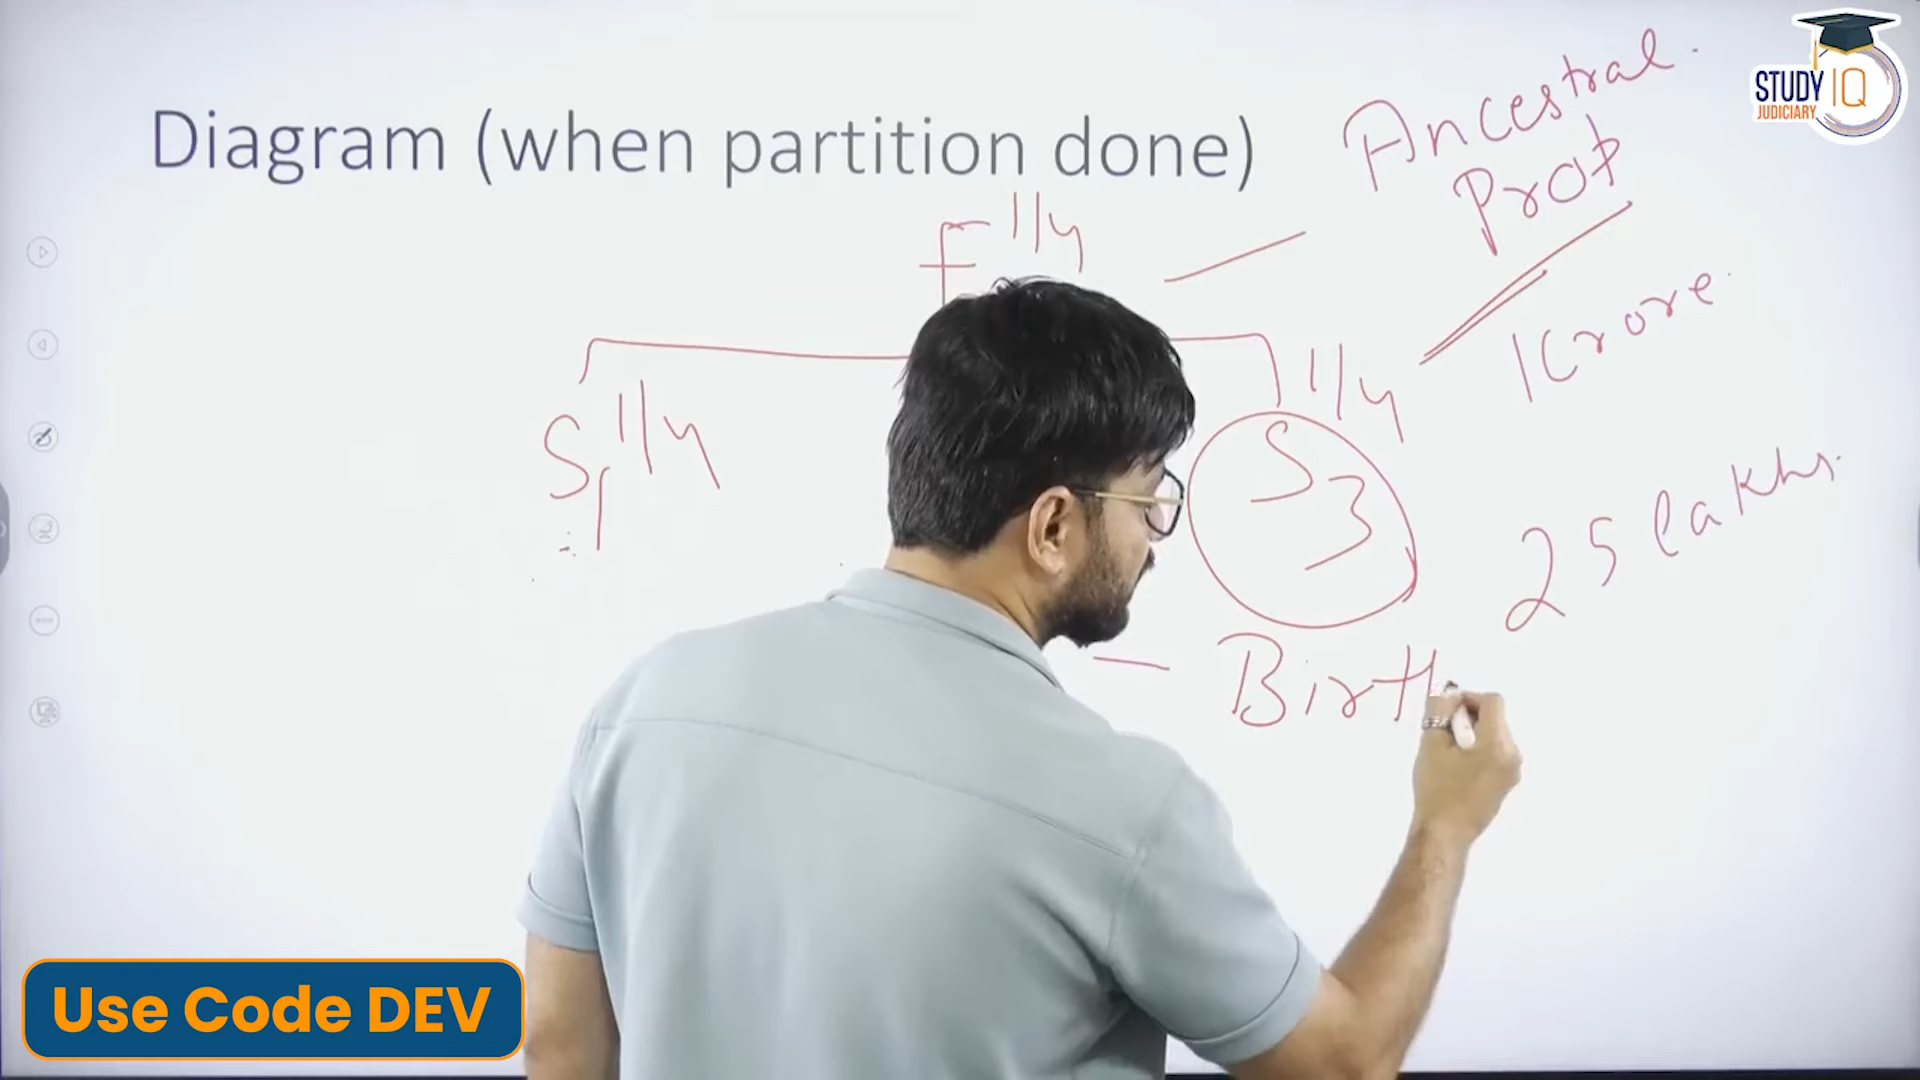 STUDY IQ
JUDICIARY
Diagram (when partition done)
Ancestral.
Prop
F 1/4
1 Crore.
S1 1/4
S3 1/4
25 lakhs.
— Birth
Use Code DEV